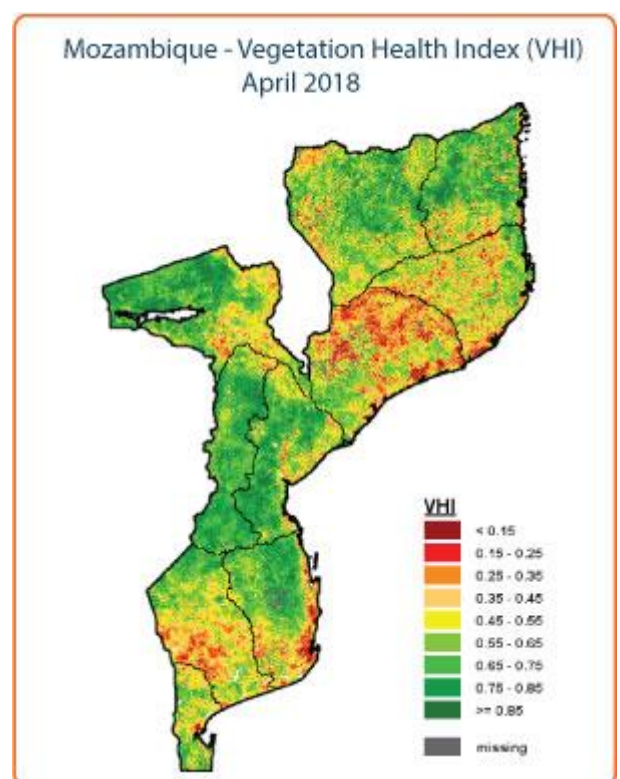 Mozambique - Vegetation Health Index (VHI)
April 2018
VHI
< 0.15
0.15 - 0.25
0.25 - 0.35
0.35 - 0.45
0.45 - 0.55
0.55 - 0.65
0.65 - 0.75
0.75 - 0.85
>= 0.85
missing